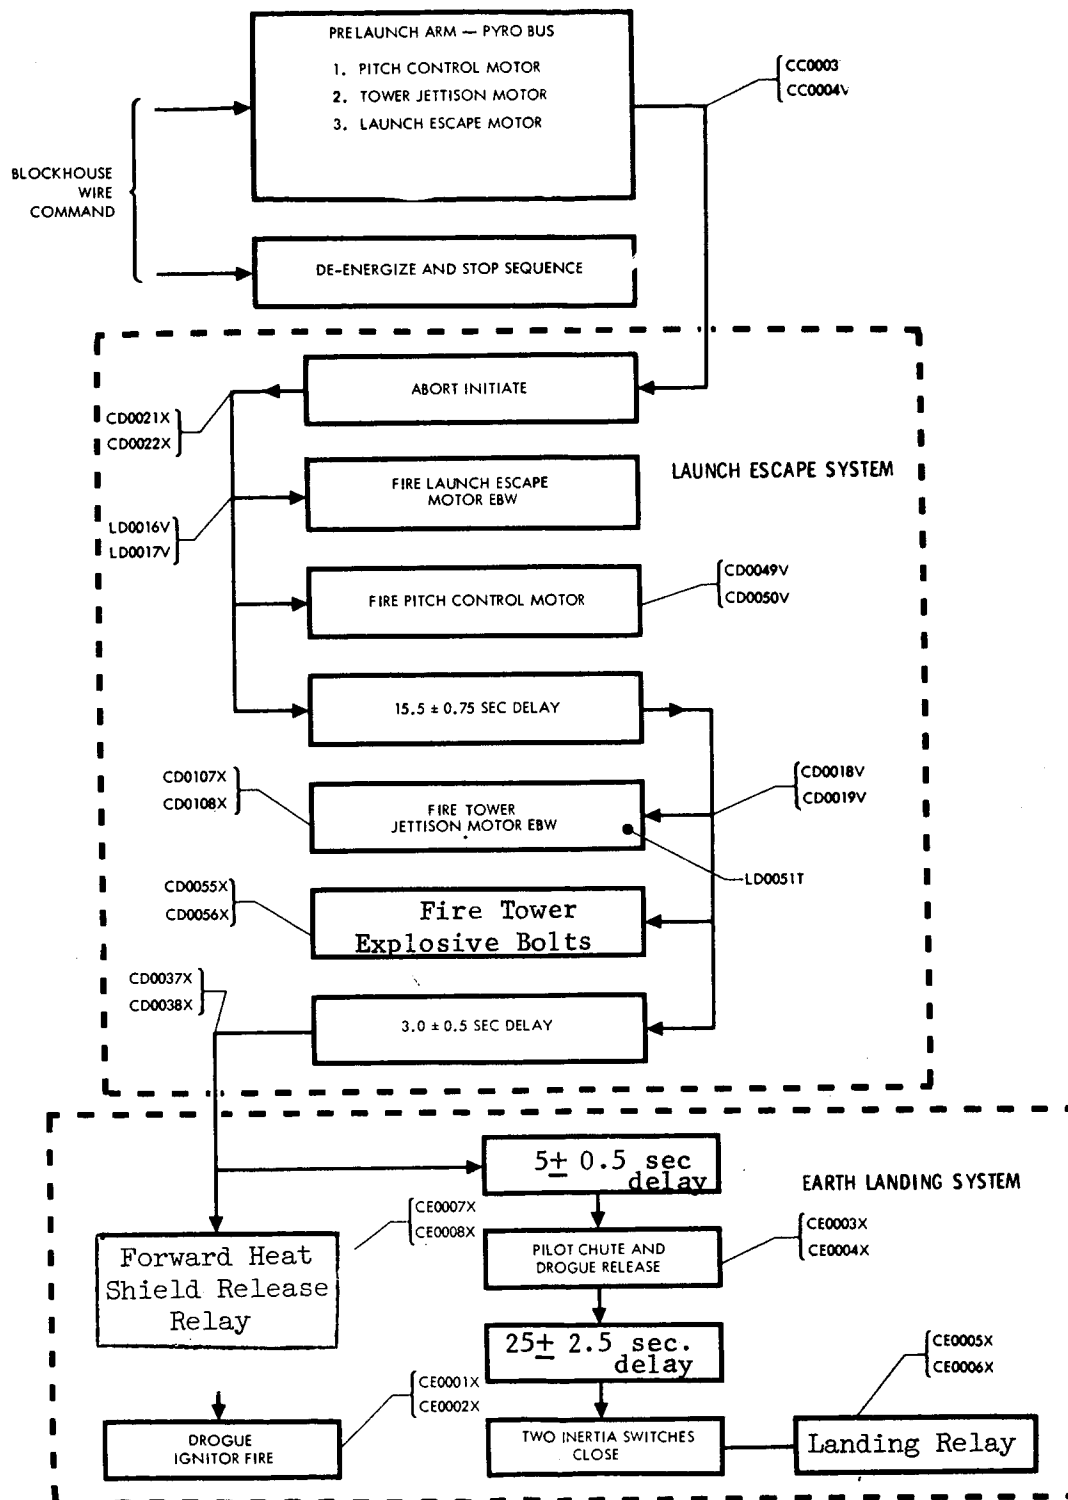 PRELAUNCH ARM — PYRO BUS
1. PITCH CONTROL MOTOR
2. TOWER JETTISON MOTOR
3. LAUNCH ESCAPE MOTOR
CC0003
CC0004V
BLOCKHOUSE
WIRE
COMMAND
DE-ENERGIZE AND STOP SEQUENCE
ABORT INITIATE
CD0021X
CD0022X
LAUNCH ESCAPE SYSTEM
FIRE LAUNCH ESCAPE
MOTOR EBW
LD0016V
LD0017V
FIRE PITCH CONTROL MOTOR
CD0049V
CD0050V
15.5 ± 0.75 SEC DELAY
CD0107X
CD0108X
FIRE TOWER
JETTISON MOTOR EBW
CD0018V
CD0019V
LD0051T
CD0055X
CD0056X
Fire Tower
Explosive Bolts
CD0037X
CD0038X
3.0 ± 0.5 SEC DELAY
5± 0.5 sec
delay
EARTH LANDING SYSTEM
CE0007X
CE0008X
CE0003X
CE0004X
Forward Heat
Shield Release
Relay
PILOT CHUTE AND
DROGUE RELEASE
25± 2.5 sec.
delay
CE0005X
CE0006X
CE0001X
CE0002X
DROGUE
IGNITOR FIRE
TWO INERTIA SWITCHES
CLOSE
Landing Relay